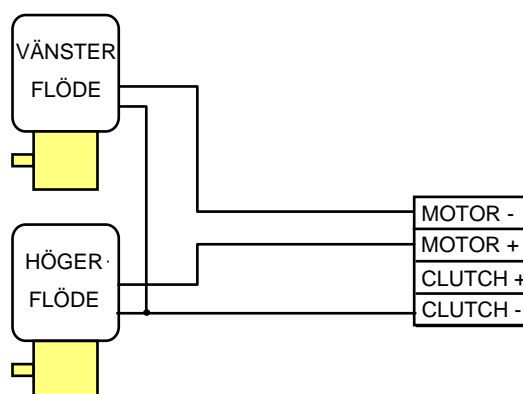 VÄNSTER
FLÖDE
HÖGER
FLÖDE
MOTOR -
MOTOR +
CLUTCH +
CLUTCH -